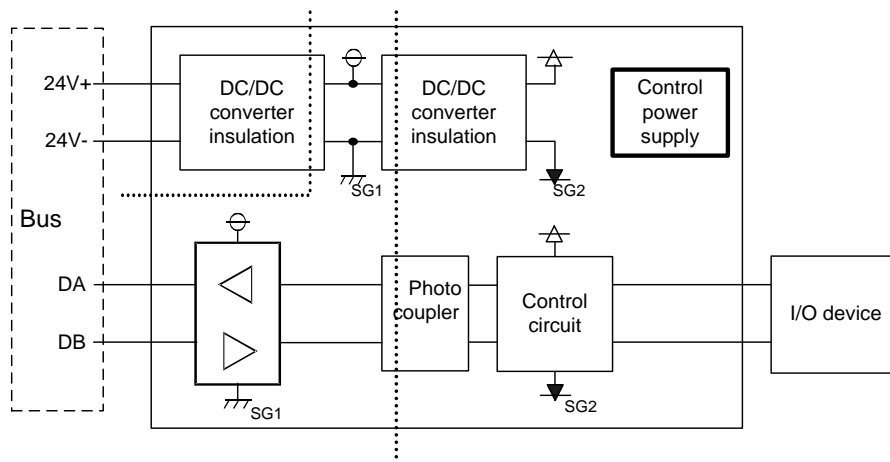 24V+
24V-
Bus
DA
DB
DC/DC
converter
insulation
SG1
DC/DC
converter
insulation
SG2
Control
power
supply
SG1
Photo
coupler
Control
circuit
SG2
I/O device